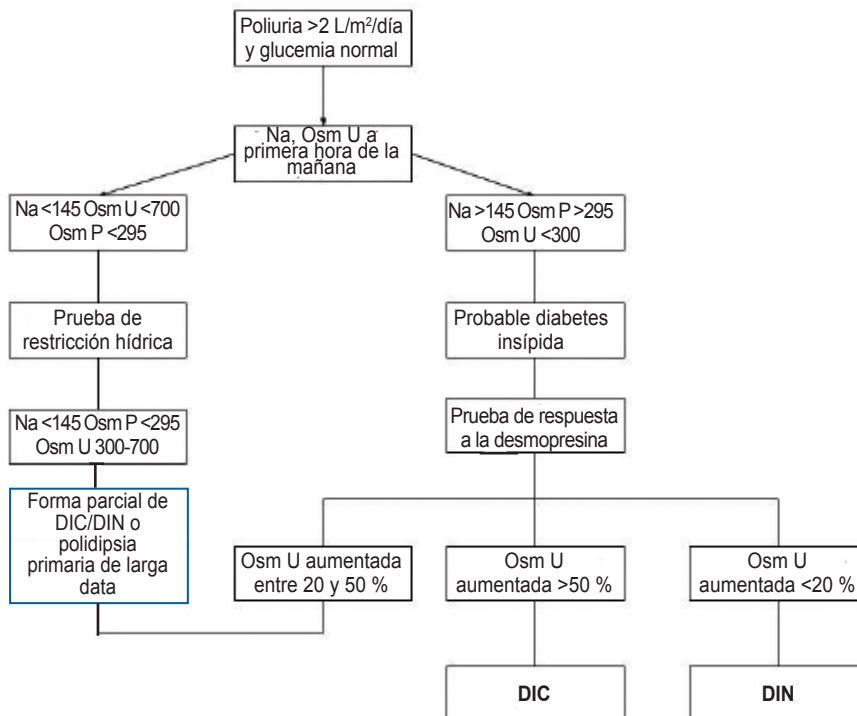 Poliuria >2 L/m²/día
y glucemia normal
Na, Osm U a
primera hora de la
mañana
Na <145 Osm U <700
Osm P <295
Na >145 Osm P >295
Osm U <300
Prueba de
restricción hídrica
Probable diabetes
insípida
Na <145 Osm P <295
Osm U 300-700
Prueba de respuesta
a la desmopresina
Forma parcial de
DIC/DIN o
polidipsia
primaria de larga
data
Osm U aumentada
entre 20 y 50 %
Osm U
aumentada >50 %
Osm U
aumentada <20 %
DIC
DIN